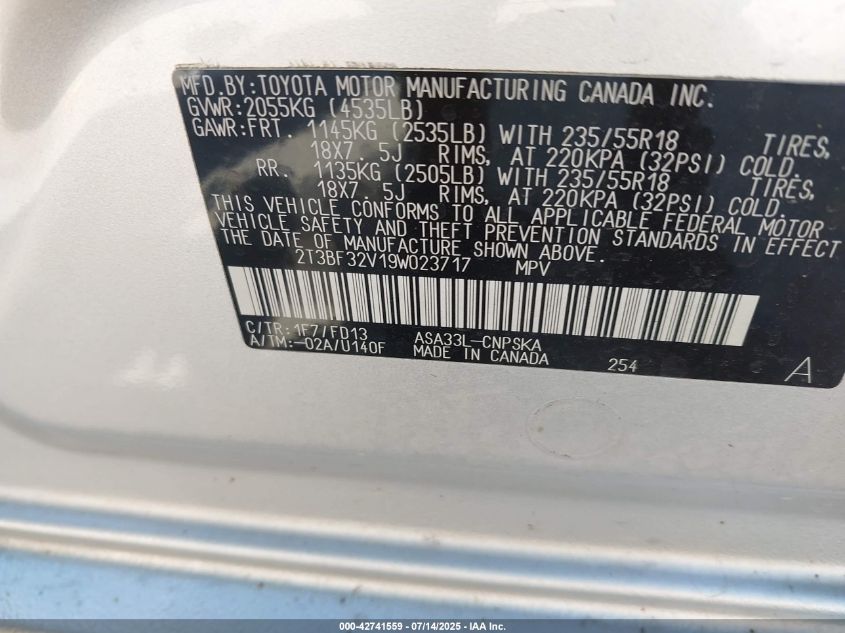 MFD.BY:TOYOTA MOTOR MANUFACTURING CANADA INC.
GVWR:2055KG (4535LB)
GAWR:FRT. 1145KG (2535LB) WITH 235/55R18 TIRES,
18X7. 5J RIMS, AT 220KPA (32PSI) COLD.
RR. 1135KG (2505LB) WITH 235/55R18 TIRES,
18X7. 5J RIMS, AT 220KPA (32PSI) COLD.
THIS VEHICLE CONFORMS TO ALL APPLICABLE FEDERAL MOTOR
VEHICLE SAFETY AND THEFT PREVENTION STANDARDS IN EFFECT
THE DATE OF MANUFACTURE SHOWN ABOVE.
2T3BF32V19W023717 MPV
C/TR:1F7/FD13 ASA33L-CNPSKA
A/TM:-02A/U140F MADE IN CANADA 254 A
000-42741559 - 07/14/2025 - IAA Inc.